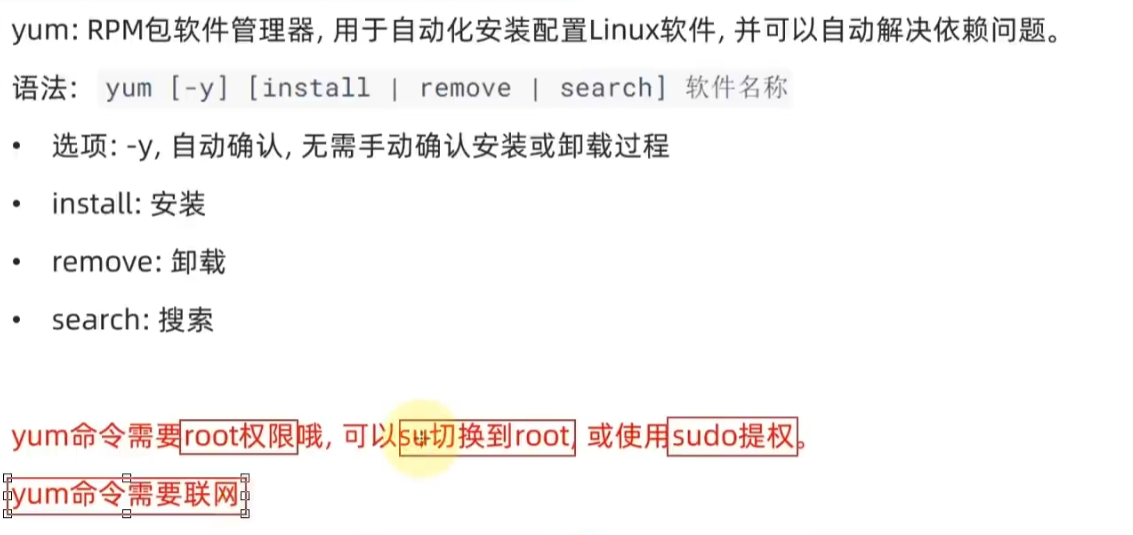 yum: RPM包软件管理器, 用于自动化安装配置Linux软件, 并可以自动解决依赖问题。
语法: yum [-y] [install | remove | search] 软件名称
• 选项: -y, 自动确认, 无需手动确认安装或卸载过程
• install: 安装
• remove: 卸载
• search: 搜索
yum命令需要root权限哦, 可以su切换到root, 或使用sudo提权。
yum命令需要联网